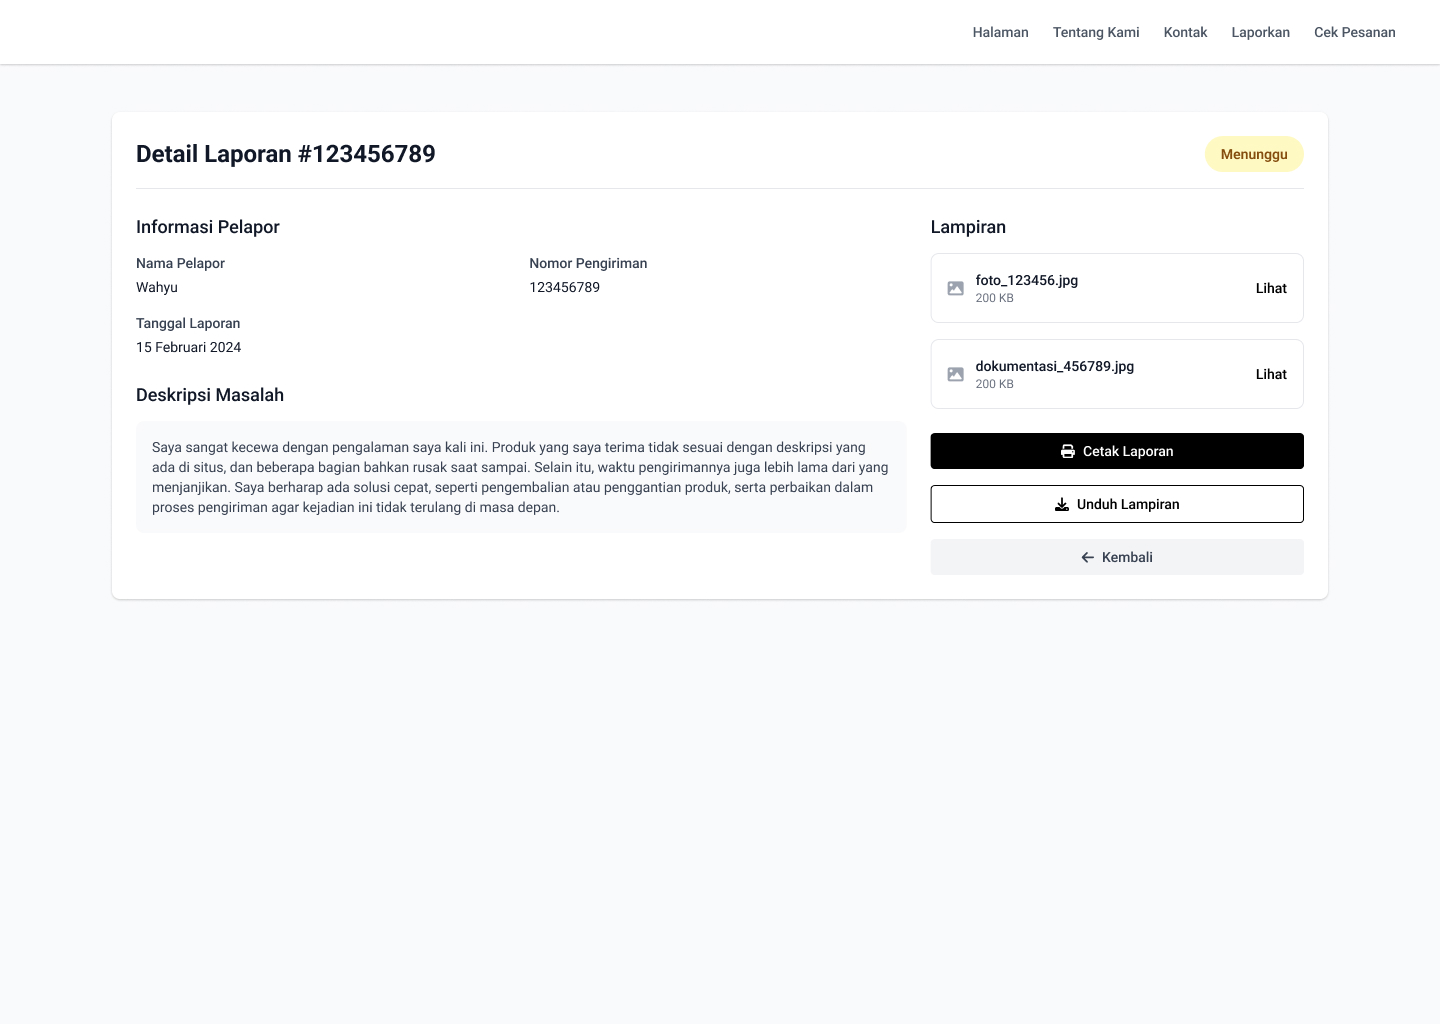 Halaman Tentang Kami Kontak Laporkan Cek Pesanan
Detail Laporan #123456789
Menunggu
Informasi Pelapor
Nama Pelapor
Wahyu
Nomor Pengiriman
123456789
Tanggal Laporan
15 Februari 2024
Deskripsi Masalah
Saya sangat kecewa dengan pengalaman saya kali ini. Produk yang saya terima tidak sesuai dengan deskripsi yang
ada di situs, dan beberapa bagian bahkan rusak saat sampai. Selain itu, waktu pengirimannya juga lebih lama dari yang
menjanjikan. Saya berharap ada solusi cepat, seperti pengembalian atau penggantian produk, serta perbaikan dalam
proses pengiriman agar kejadian ini tidak terulang di masa depan.
Lampiran
foto_123456.jpg
200 KB
Lihat
dokumentasi_456789.jpg
200 KB
Lihat
Cetak Laporan
Unduh Lampiran
Kembali